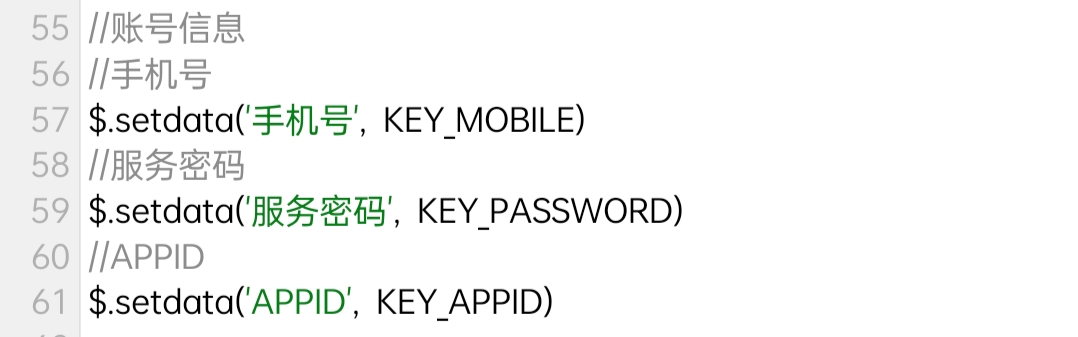 55 //账号信息
56 //手机号
57 $.setdata('手机号', KEY_MOBILE)
58 //服务密码
59 $.setdata('服务密码', KEY_PASSWORD)
60 //APPID
61 $.setdata('APPID', KEY_APPID)